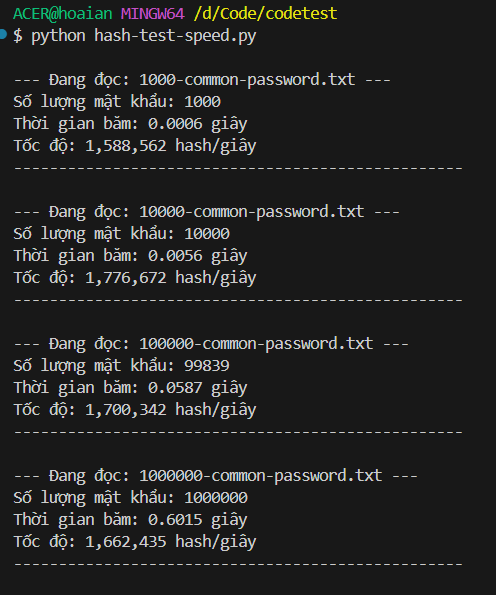 ACER@hoaian MINGW64 /d/Code/codetest
$ python hash-test-speed.py
--- Đang đọc: 1000-common-password.txt ---
Số lượng mật khẩu: 1000
Thời gian băm: 0.0006 giây
Tốc độ: 1,588,562 hash/giây
--------------------------------------------------
--- Đang đọc: 10000-common-password.txt ---
Số lượng mật khẩu: 10000
Thời gian băm: 0.0056 giây
Tốc độ: 1,776,672 hash/giây
--------------------------------------------------
--- Đang đọc: 100000-common-password.txt ---
Số lượng mật khẩu: 99839
Thời gian băm: 0.0587 giây
Tốc độ: 1,700,342 hash/giây
--------------------------------------------------
--- Đang đọc: 1000000-common-password.txt ---
Số lượng mật khẩu: 1000000
Thời gian băm: 0.6015 giây
Tốc độ: 1,662,435 hash/giây
--------------------------------------------------